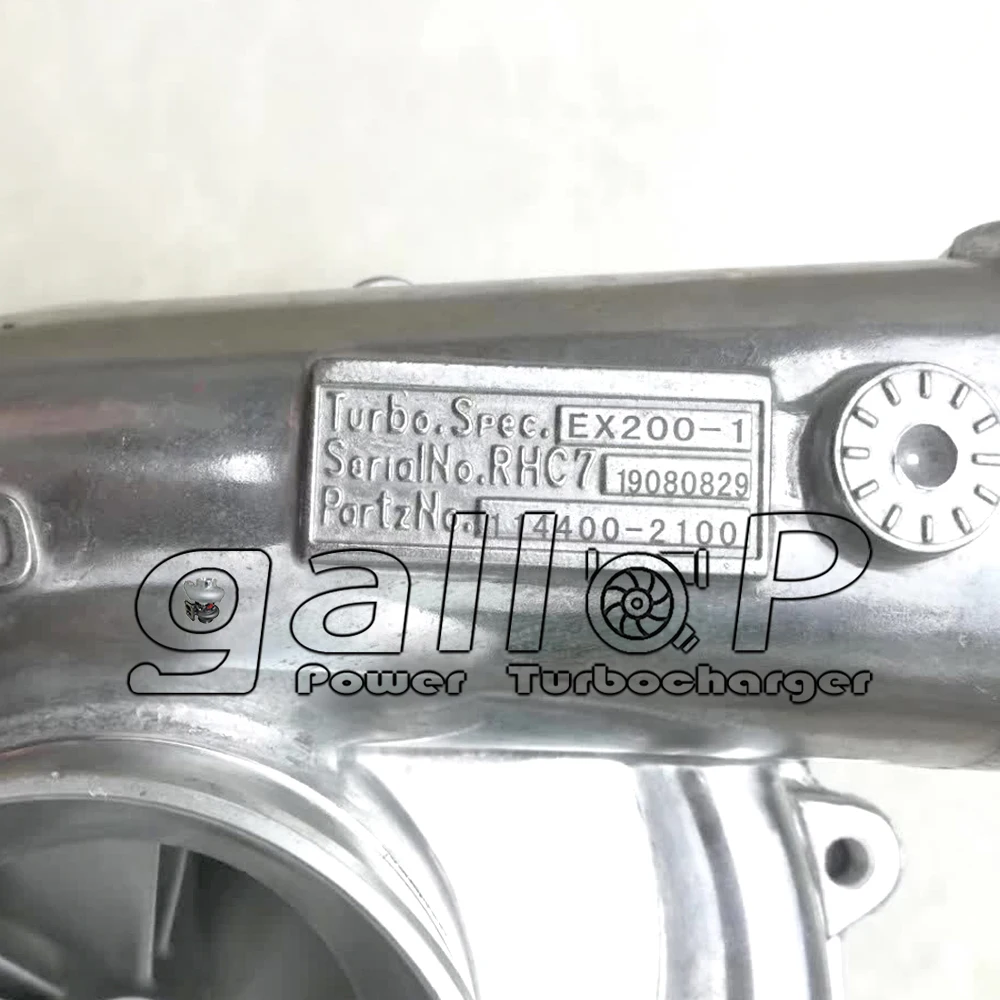 Turbo.Spec. EX200-1
SerialNo.RHC7 19080829
PartzNo. 114400-2100
gallop
Power Turbocharger